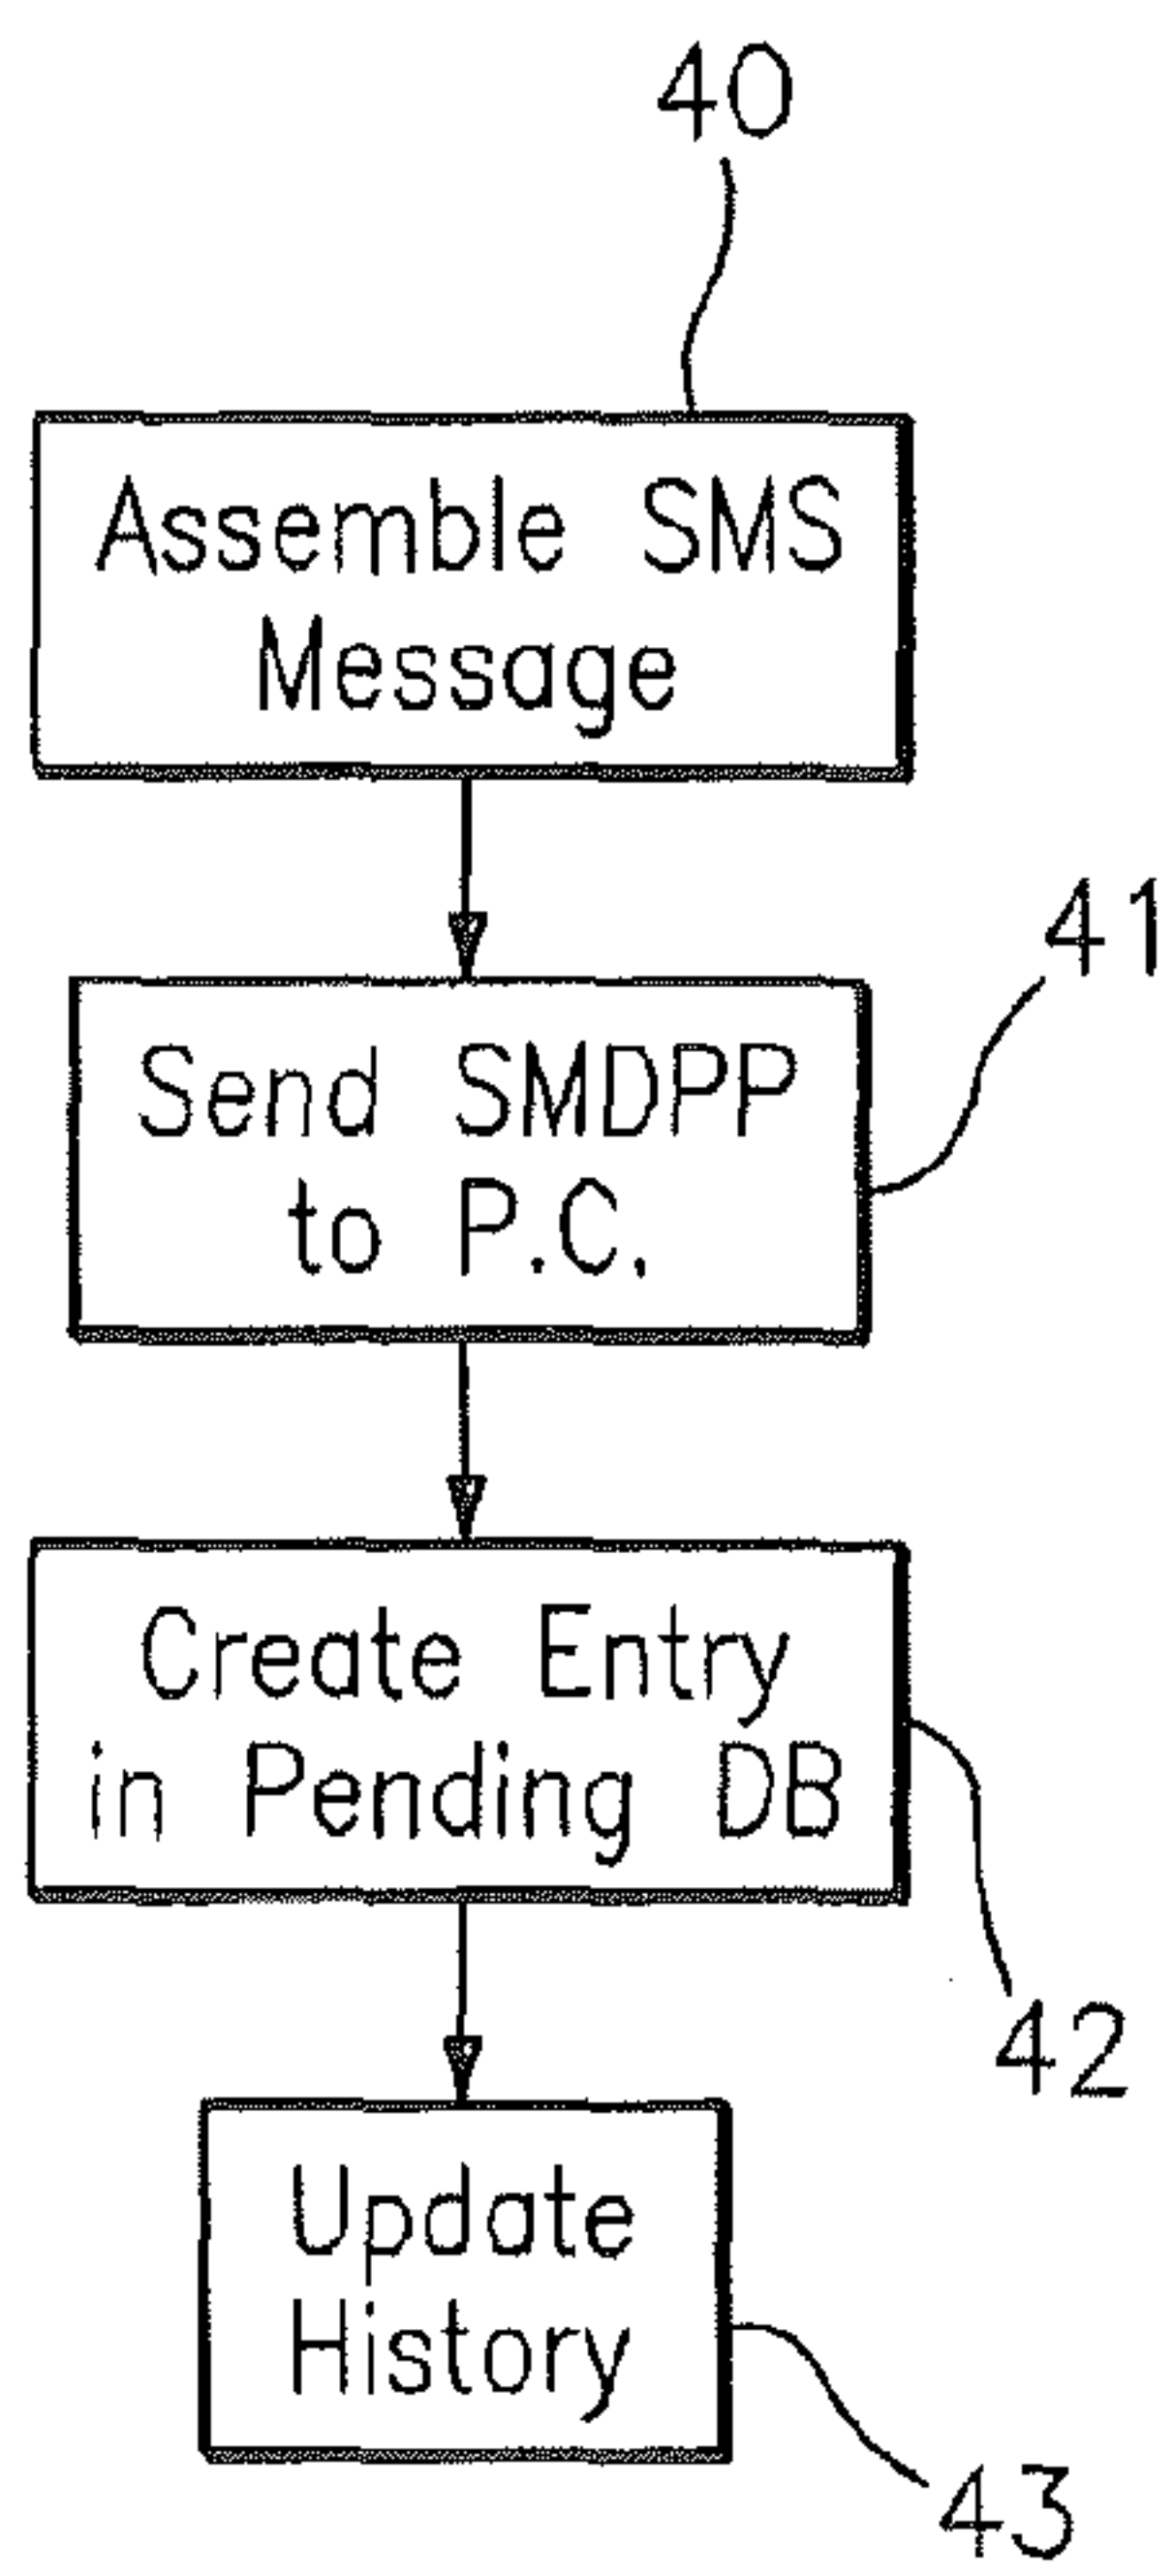 40
Assemble SMS
Message
41
Send SMDPP
to P.C.
Create Entry
in Pending DB
42
Update
History
43